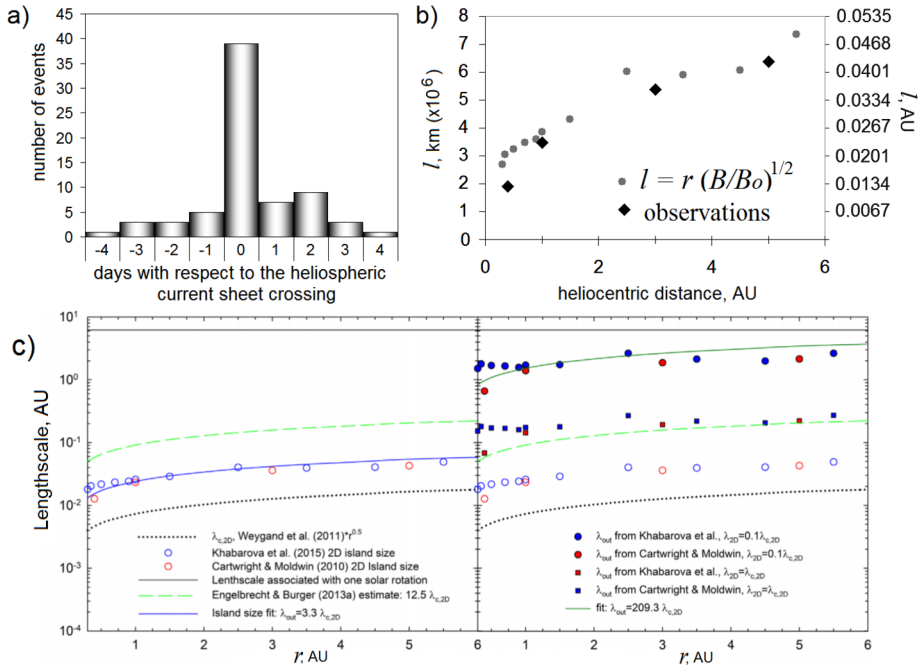 a)
number of events
45
40
35
30
25
20
15
10
5
0
-4 -3 -2 -1 0 1 2 3 4
days with respect to the heliospheric
current sheet crossing
b)
l, km (x10⁶)
8
7
6
5
4
3
2
1
0
l = r (B/Bo)^1/2
observations
0.0535
0.0468
0.0401
0.0334
0.0267
0.0201
0.0134
0.0067
l, AU
0 2 4 6
heliocentric distance, AU
c)
Lengthscale, AU
10¹
10⁰
10⁻¹
10⁻²
10⁻³
10⁻⁴
λc,2D, Weygand et al. (2011)*r^0.5
Khabarova et al (2015) 2D island size
Cartwright & Moldwin (2010) 2D Island size
Lenthscale associated with one solar rotation
Engelbrecht & Burger (2013a) estimate: 12.5 λc,2D
Island size fit: λout=3.3 λc,2D
1 2 3 4 5 6
r, AU
λout from Khabarova et al., λ2D=0.1λc,2D
λout from Cartwright & Moldwin, λ2D=0.1λc,2D
λout from Khabarova et al., λ2D=λc,2D
λout from Cartwright & Moldwin, λ2D=λc,2D
fit: λout=209.3 λc,2D
0 1 2 3 4 5 6
r, AU